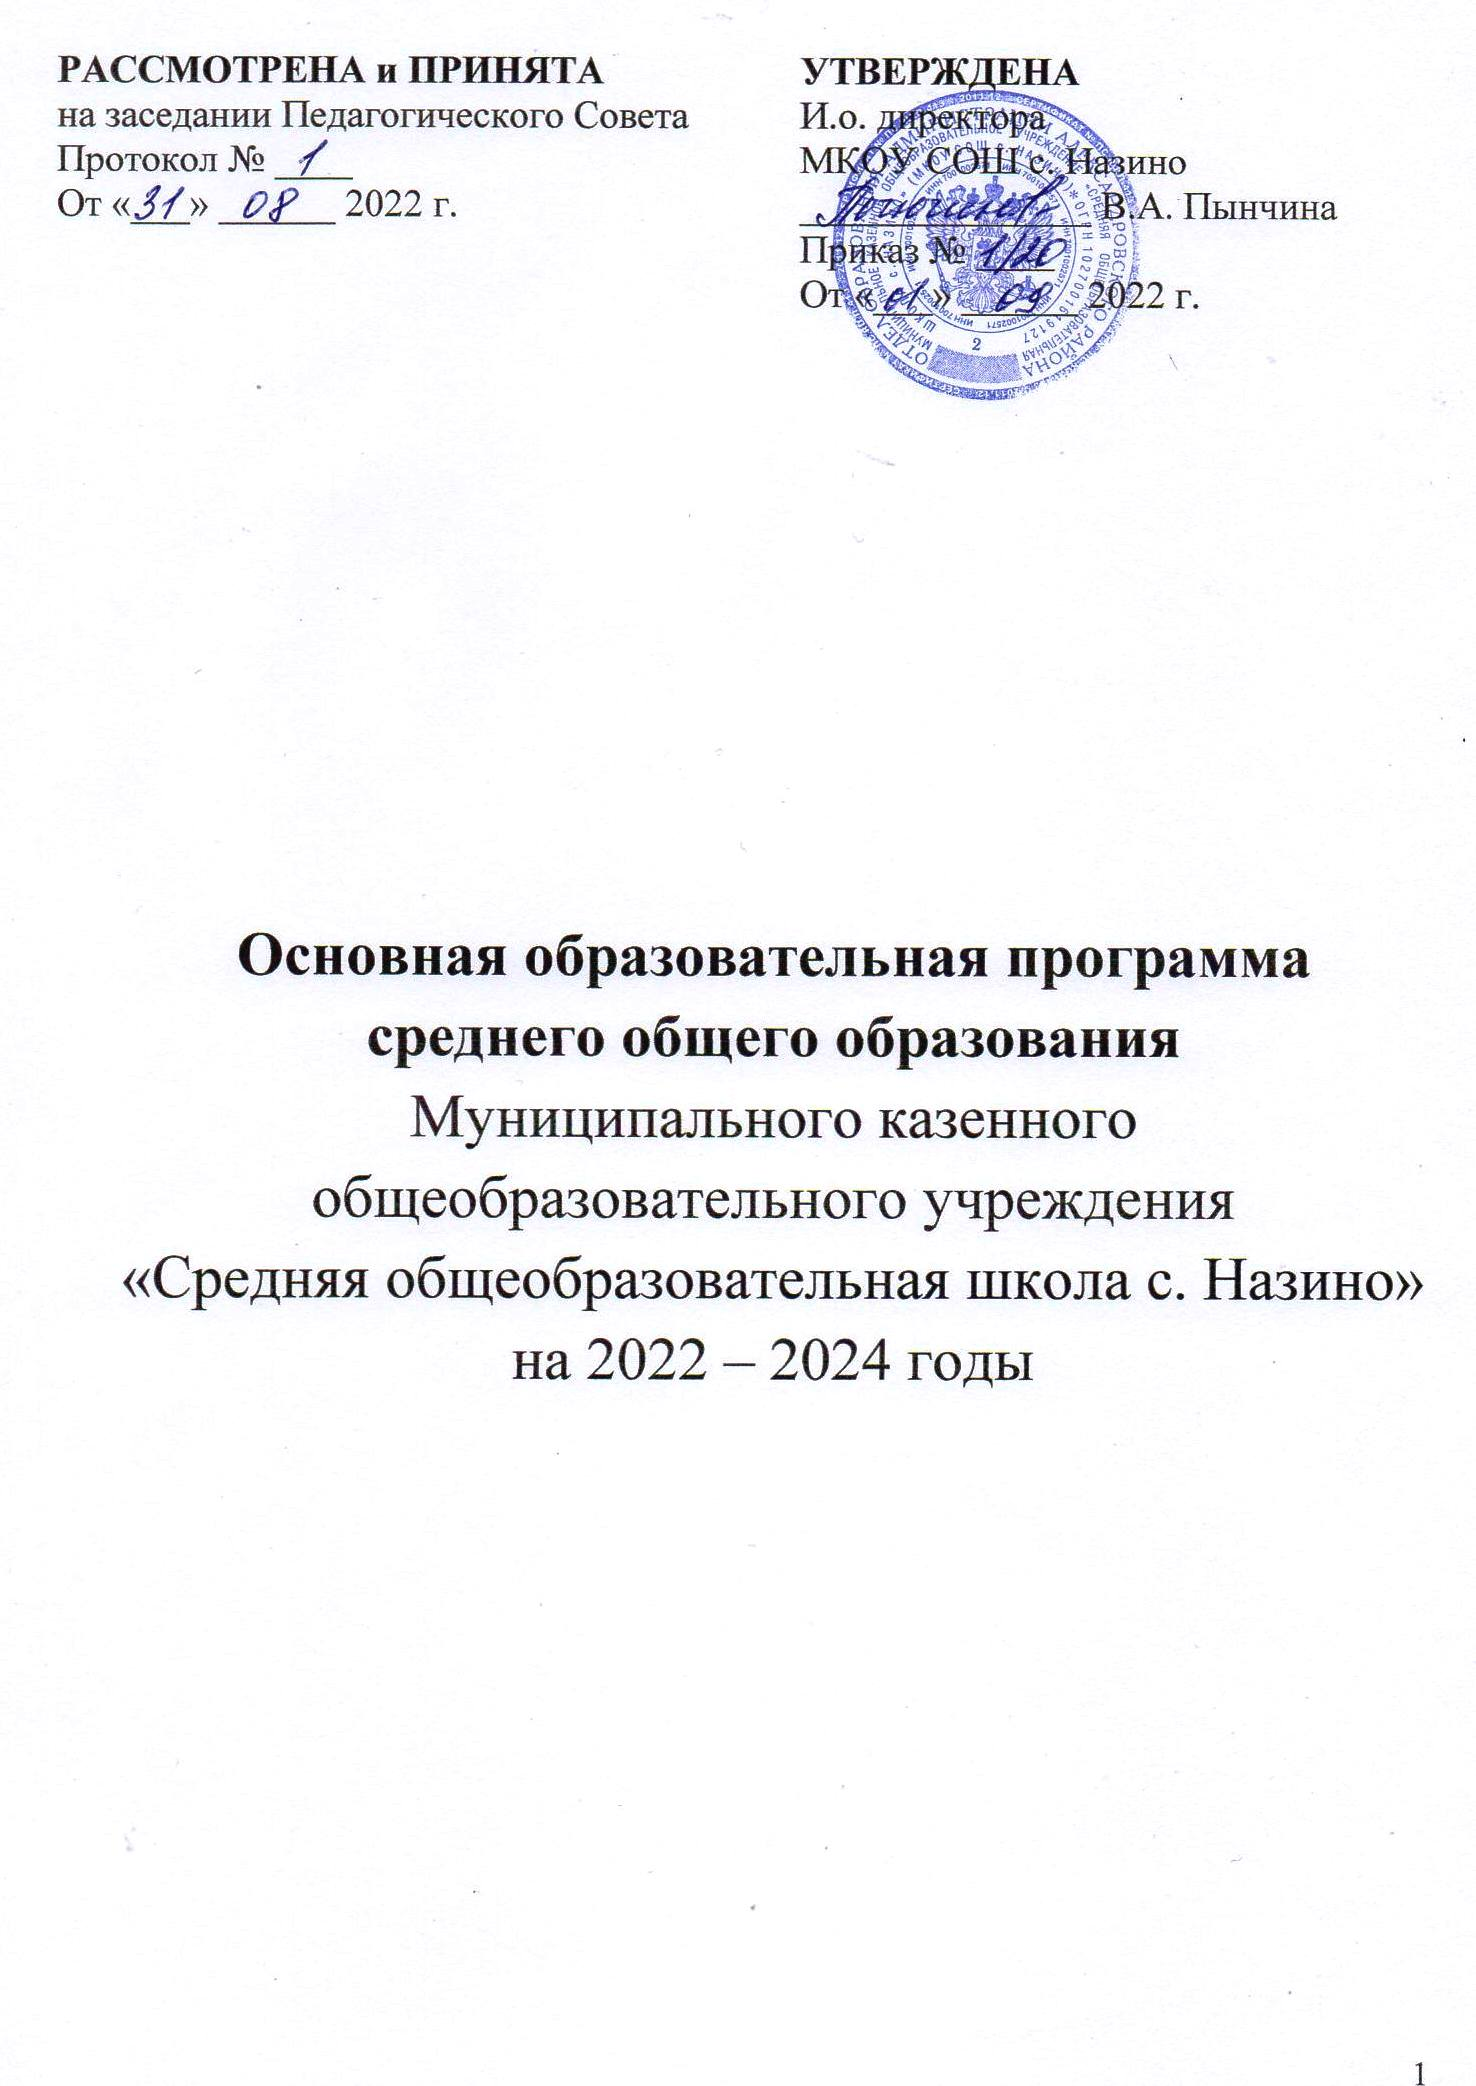 РАССМОТРЕНА и ПРИНЯТА
на заседании Педагогического Совета
Протокол № 1
От «31» 08 2022 г.
УТВЕРЖДЕНА
И.о. директора
МКОУ СОШ с. Назино
В.А. Пынчина
Приказ № 1/20
От «01» 09 2022 г.
2
Основная образовательная программа
среднего общего образования
Муниципального казенного
общеобразовательного учреждения
«Средняя общеобразовательная школа с. Назино»
на 2022 – 2024 годы
1